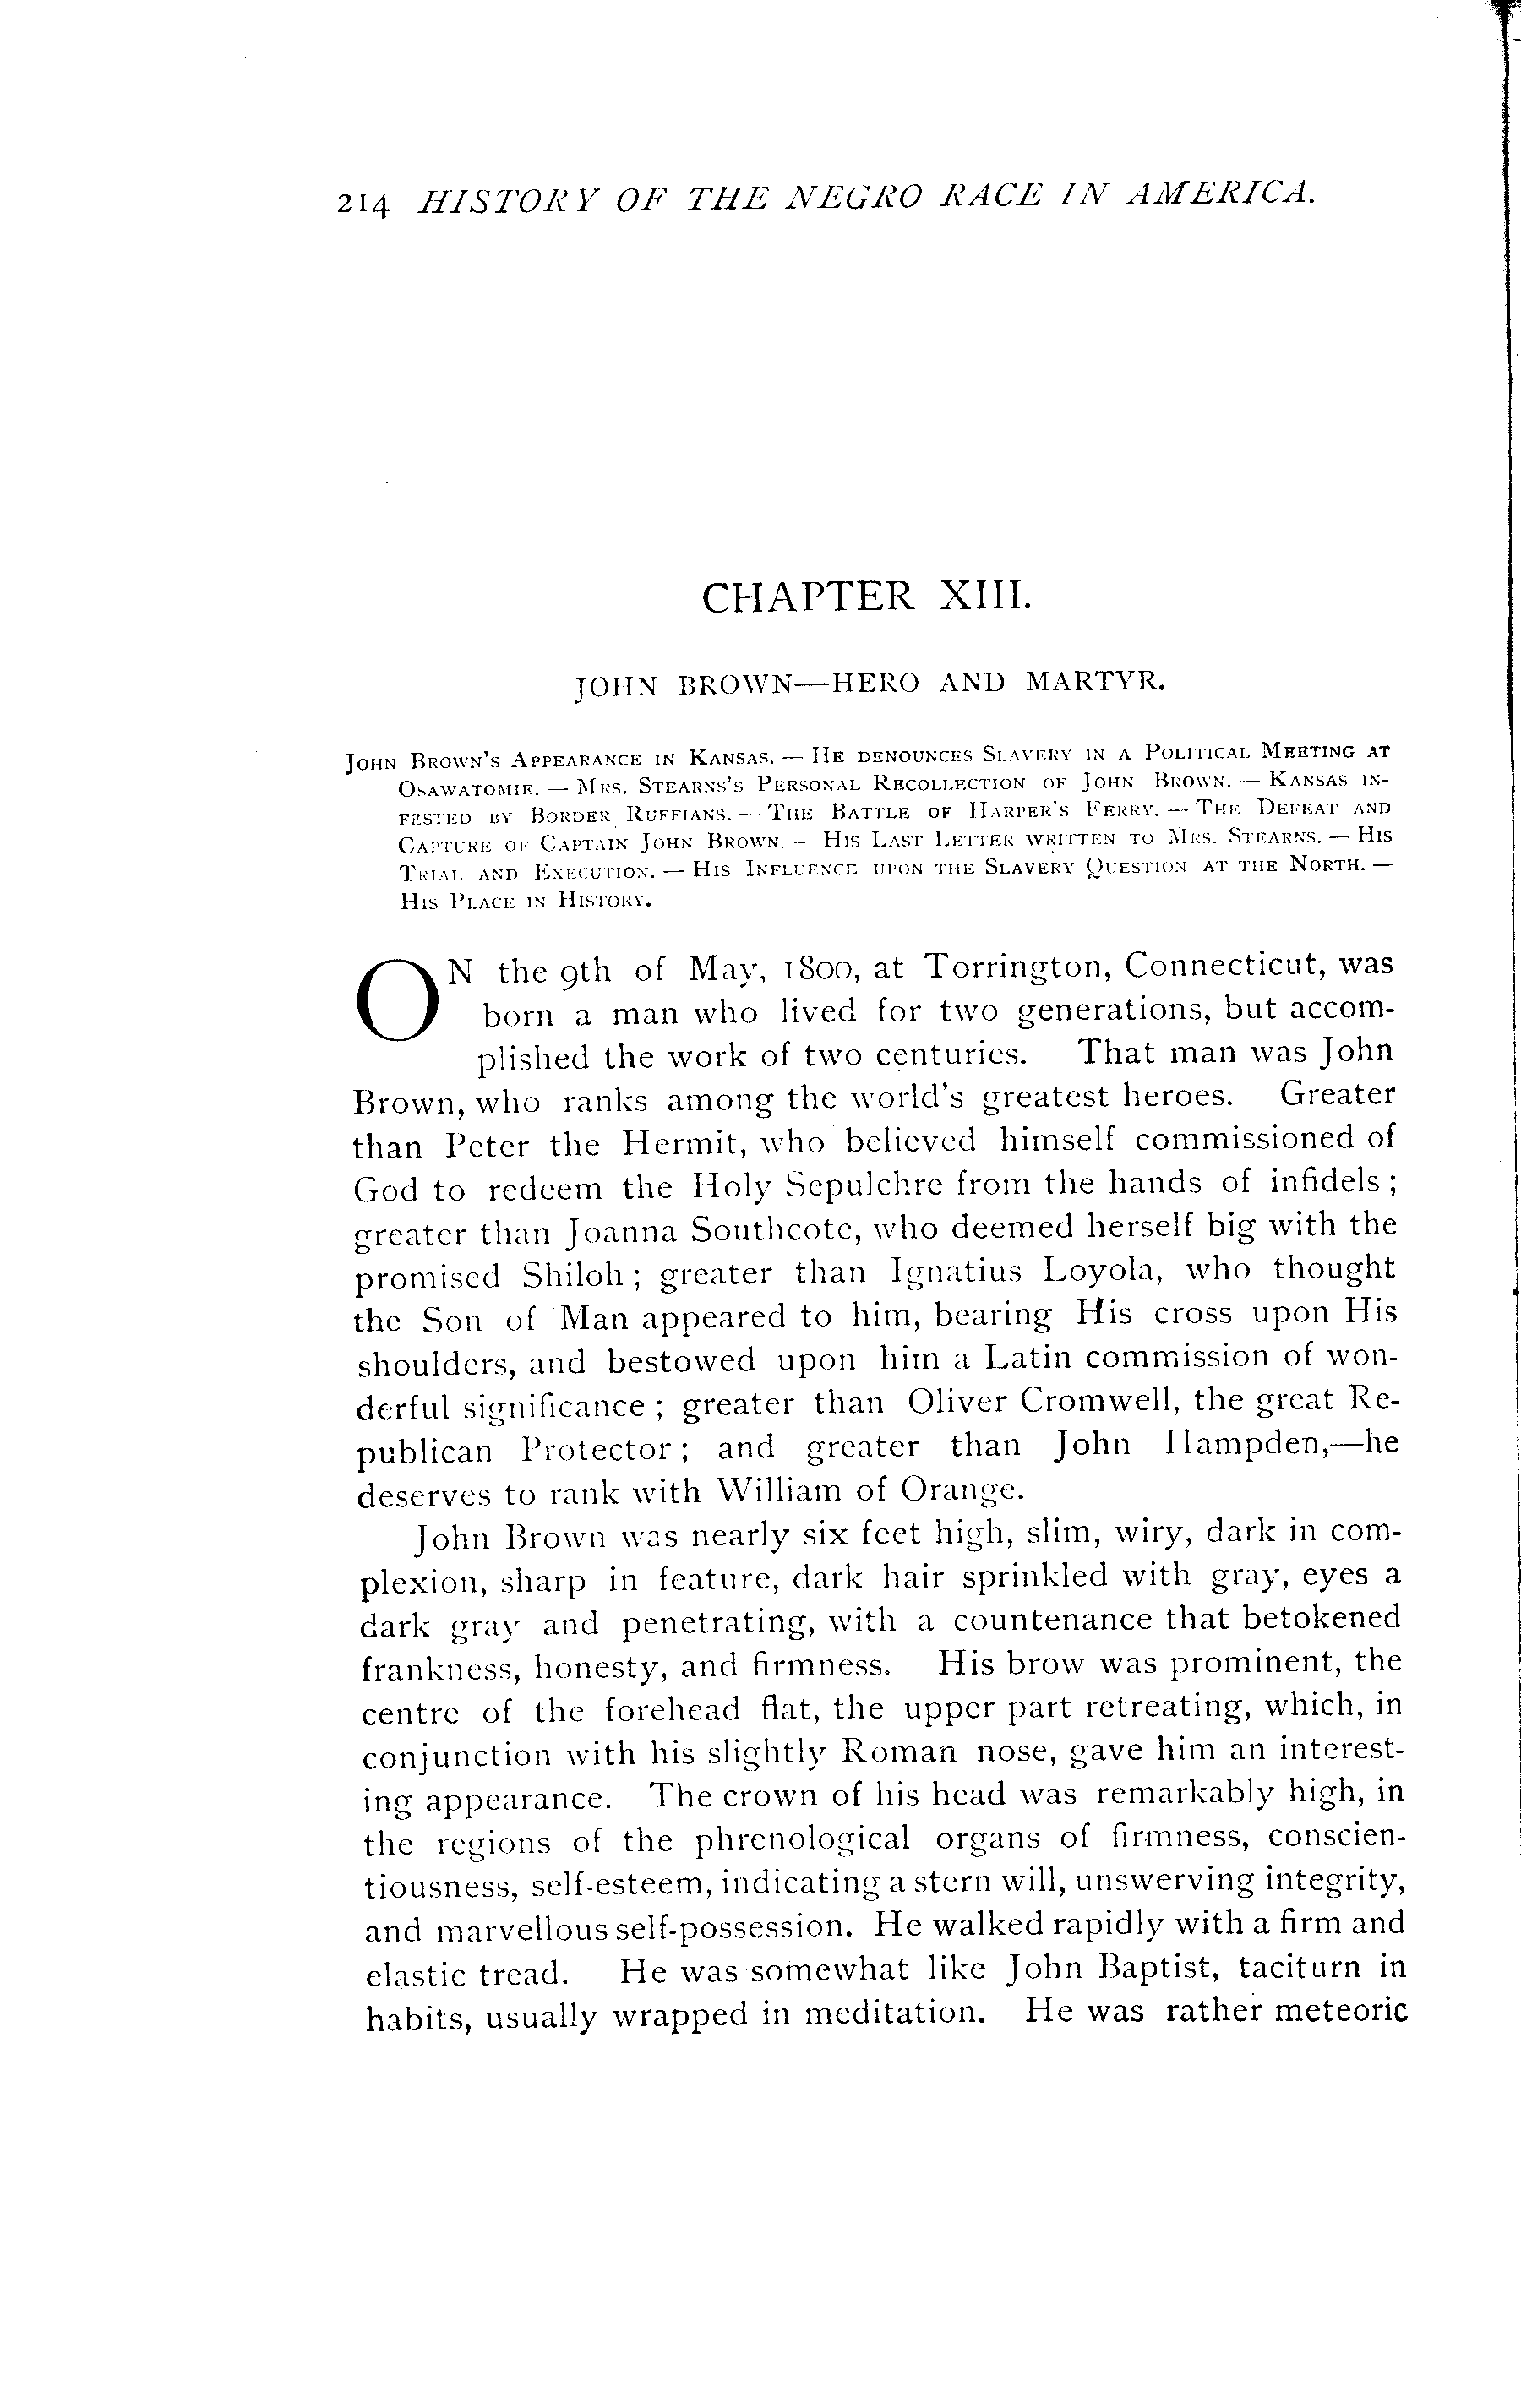 214 HISTORY OF THE NEGRO RACE IN AMERICA.
CHAPTER XIII.
JOHN BROWN—HERO AND MARTYR.
John Brown's Appearance in Kansas. — He denounces Slavery in a Political Meeting at
Osawatomie. — Mrs. Stearns's Personal Recollection of John Brown. — Kansas in-
fested by Border Ruffians. — The Battle of Harper's Ferry. — The Defeat and
Capture of Captain John Brown. — His Last Letter written to Mrs. Stearns. — His
Trial and Execution. — His Influence upon the Slavery Question at the North. —
His Place in History.
ON the 9th of May, 1800, at Torrington, Connecticut, was
born a man who lived for two generations, but accom-
plished the work of two centuries. That man was John
Brown, who ranks among the world's greatest heroes. Greater
than Peter the Hermit, who believed himself commissioned of
God to redeem the Holy Sepulchre from the hands of infidels;
greater than Joanna Southcote, who deemed herself big with the
promised Shiloh; greater than Ignatius Loyola, who thought
the Son of Man appeared to him, bearing His cross upon His
shoulders, and bestowed upon him a Latin commission of won-
derful significance; greater than Oliver Cromwell, the great Re-
publican Protector; and greater than John Hampden,—he
deserves to rank with William of Orange.
John Brown was nearly six feet high, slim, wiry, dark in com-
plexion, sharp in feature, dark hair sprinkled with gray, eyes a
dark gray and penetrating, with a countenance that betokened
frankness, honesty, and firmness. His brow was prominent, the
centre of the forehead flat, the upper part retreating, which, in
conjunction with his slightly Roman nose, gave him an interest-
ing appearance. The crown of his head was remarkably high, in
the regions of the phrenological organs of firmness, conscien-
tiousness, self-esteem, indicating a stern will, unswerving integrity,
and marvellous self-possession. He walked rapidly with a firm and
elastic tread. He was somewhat like John Baptist, taciturn in
habits, usually wrapped in meditation. He was rather meteoric